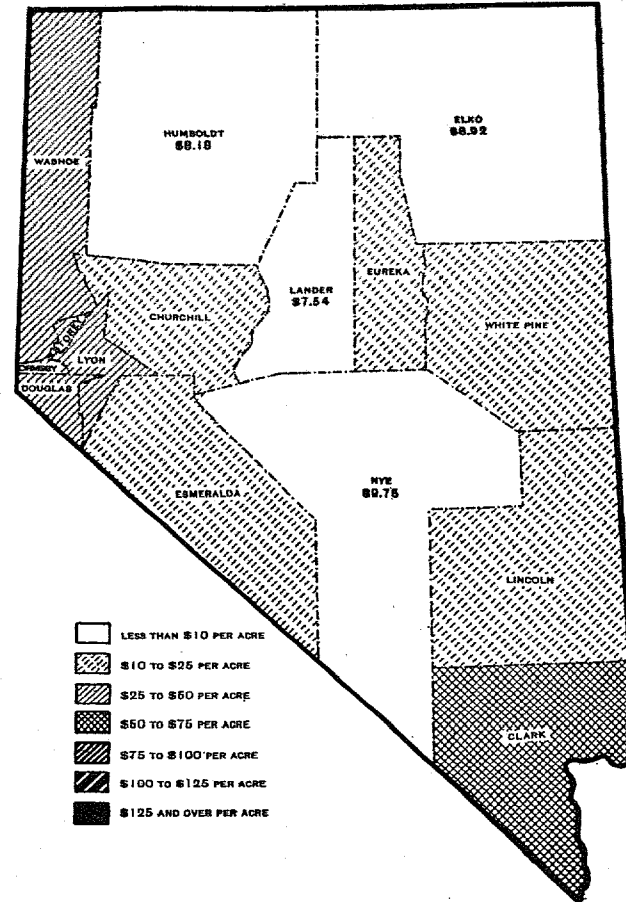 ELKO
$8.92
HUMBOLDT
$8.18
WASHOE
EUREKA
LANDER
$7.54
CHURCHILL
WHITE PINE
STOREY
LYON
ORMSBY
DOUGLAS
NYE
$9.75
ESMERALDA
LINCOLN
LESS THAN $10 PER ACRE
$10 TO $25 PER ACRE
$25 TO $50 PER ACRE
$50 TO $75 PER ACRE
$75 TO $100 PER ACRE
$100 TO $125 PER ACRE
$125 AND OVER PER ACRE
CLARK